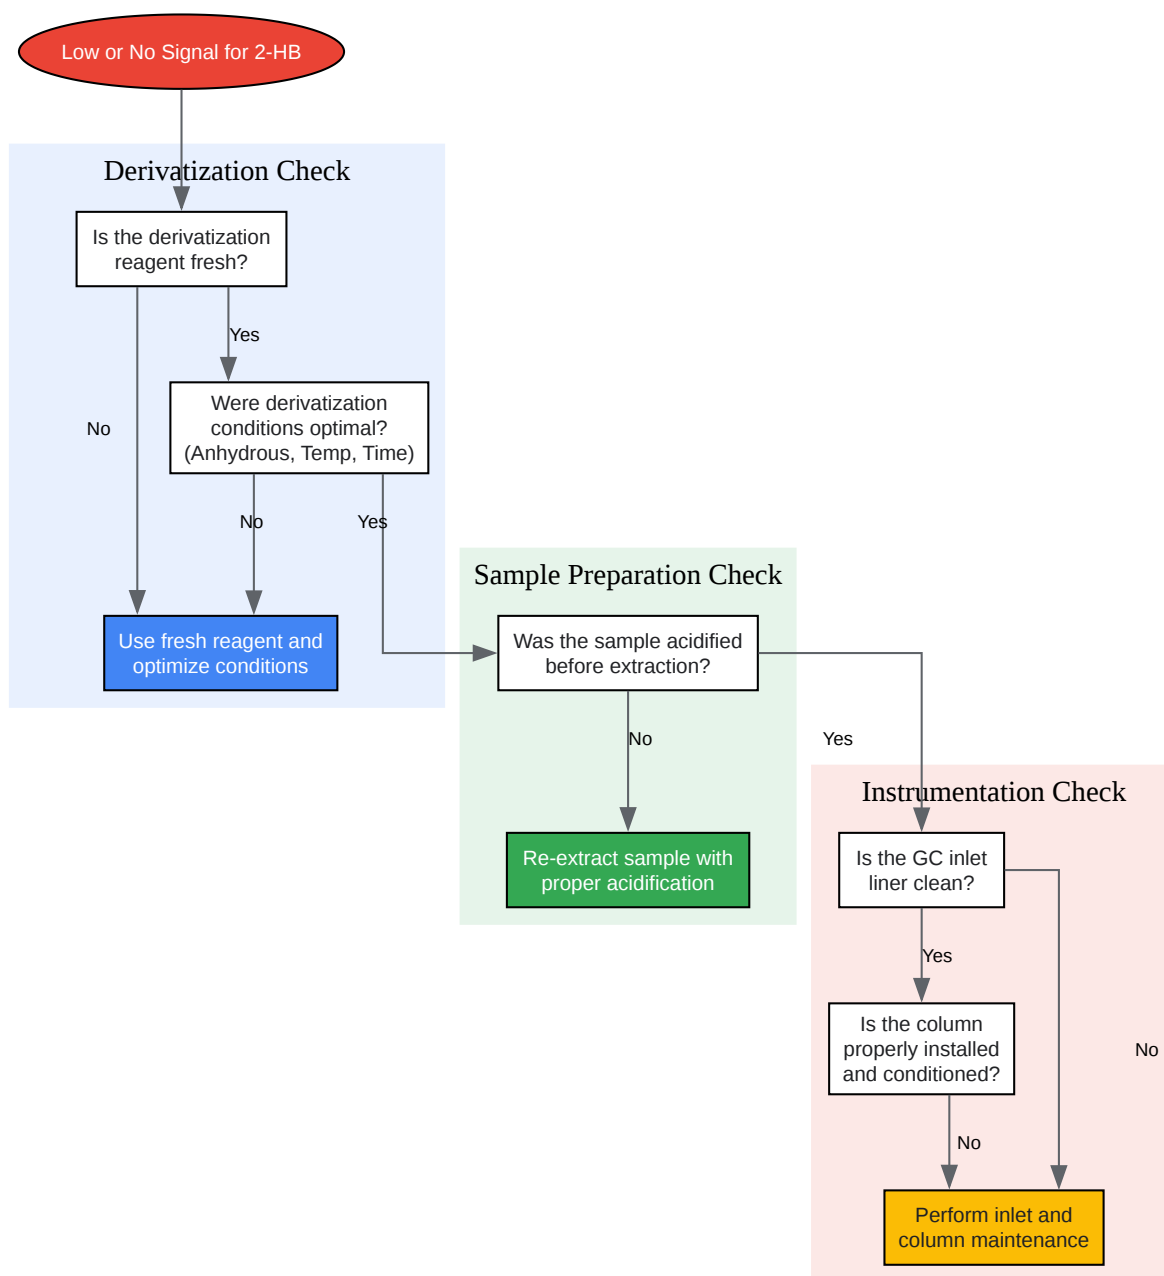 Low or No Signal for 2-HB
Derivatization Check
Is the derivatization
reagent fresh?
Yes
No
Were derivatization
conditions optimal?
(Anhydrous, Temp, Time)
No
Yes
Use fresh reagent and
optimize conditions
Sample Preparation Check
Was the sample acidified
before extraction?
No
Yes
Re-extract sample with
proper acidification
Instrumentation Check
Is the GC inlet
liner clean?
Yes
No
Is the column
properly installed
and conditioned?
No
Perform inlet and
column maintenance